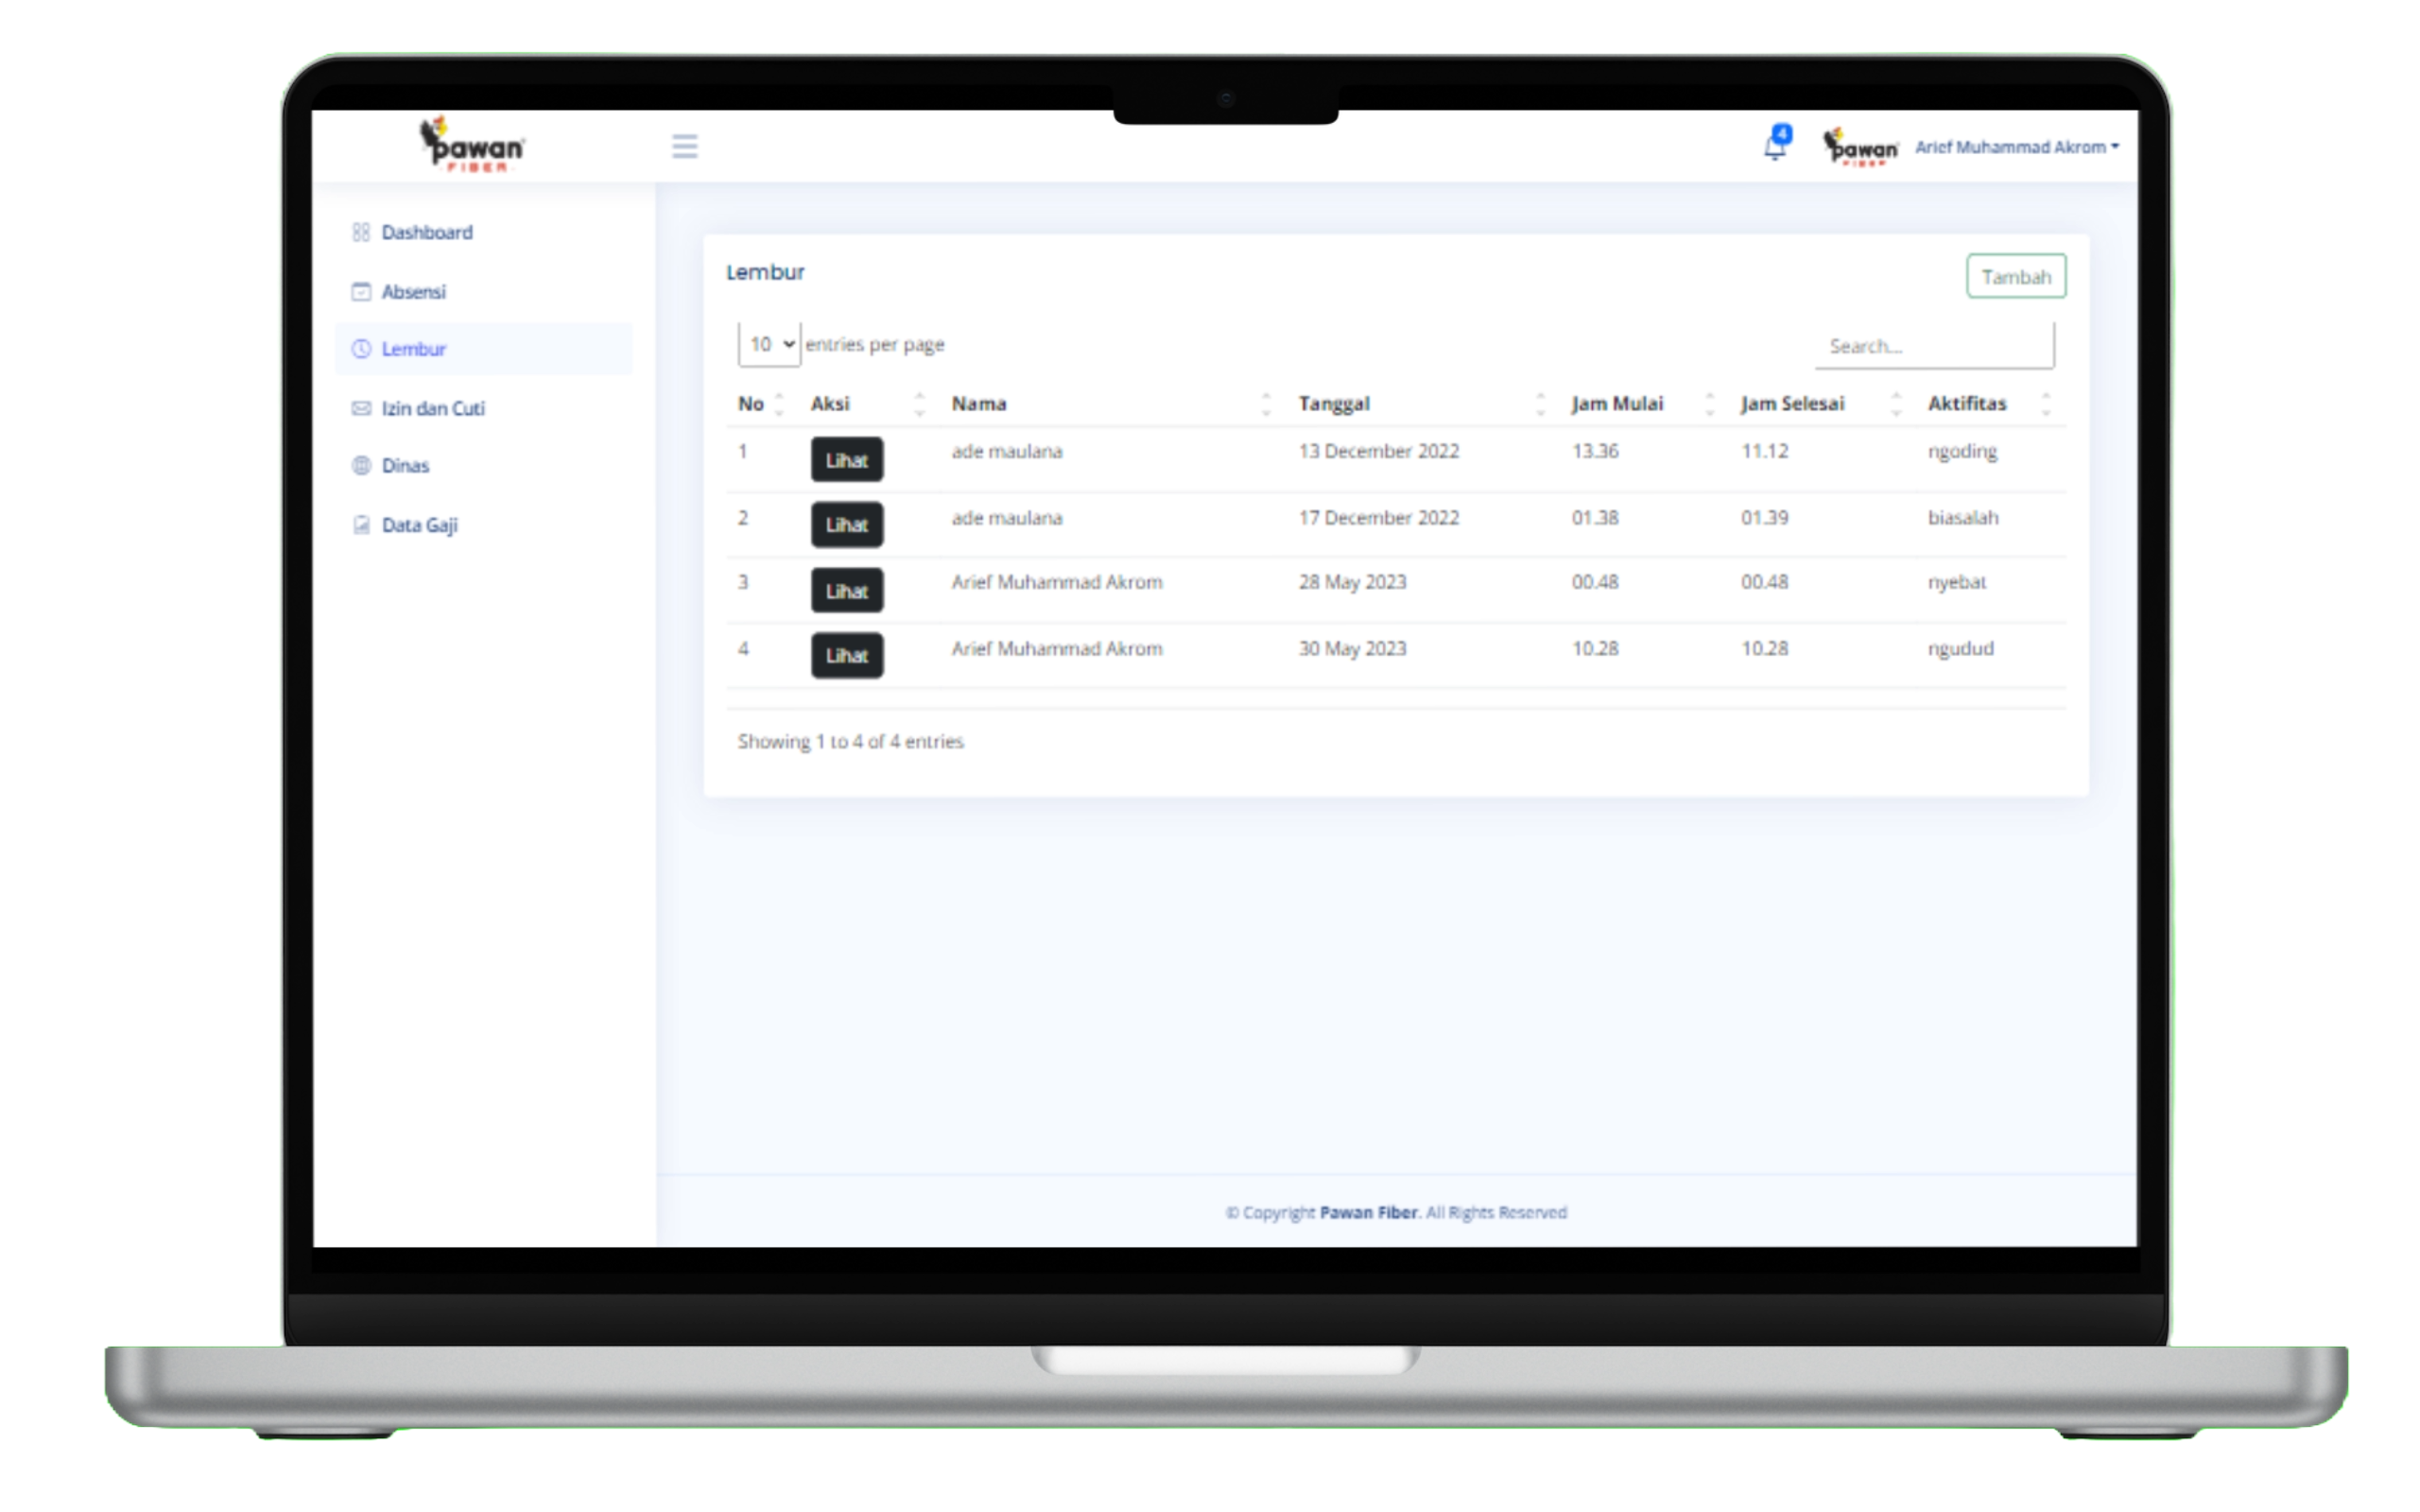 pawan
FIBER
4
pawan
FIBER
Arief Muhammad Akrom
Dashboard
Absensi
Lembur
Izin dan Cuti
Dinas
Data Gaji
Lembur
Tambah
10 entries per page
Search...
No Aksi Nama Tanggal Jam Mulai Jam Selesai Aktifitas
1 Lihat ade maulana 13 December 2022 13.36 11.12 ngoding
2 Lihat ade maulana 17 December 2022 01.38 01.39 biasalah
3 Lihat Arief Muhammad Akrom 28 May 2023 00.48 00.48 nyebat
4 Lihat Arief Muhammad Akrom 30 May 2023 10.28 10.28 ngudud
Showing 1 to 4 of 4 entries
© Copyright Pawan Fiber. All Rights Reserved